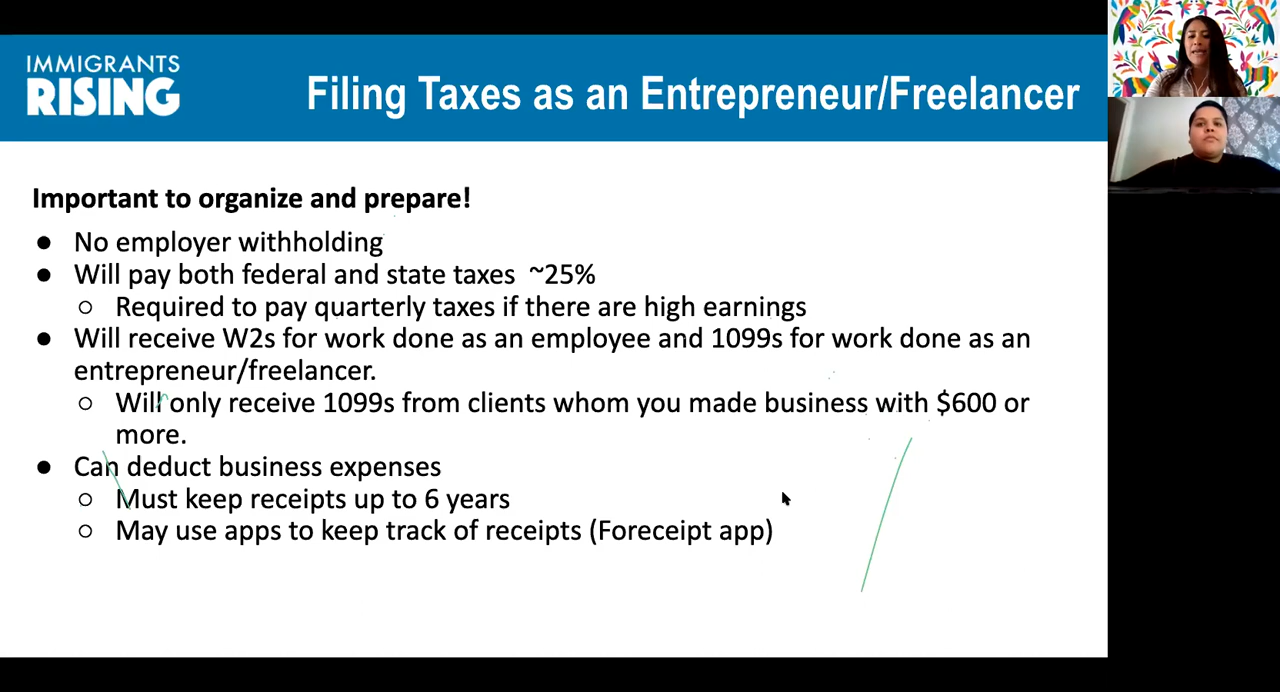 IMMIGRANTS
RISING
Filing Taxes as an Entrepreneur/Freelancer
Important to organize and prepare!
● No employer withholding
● Will pay both federal and state taxes ~25%
○ Required to pay quarterly taxes if there are high earnings
● Will receive W2s for work done as an employee and 1099s for work done as an
entrepreneur/freelancer.
○ Will only receive 1099s from clients whom you made business with $600 or
more.
● Can deduct business expenses
○ Must keep receipts up to 6 years
○ May use apps to keep track of receipts (Foreceipt app)